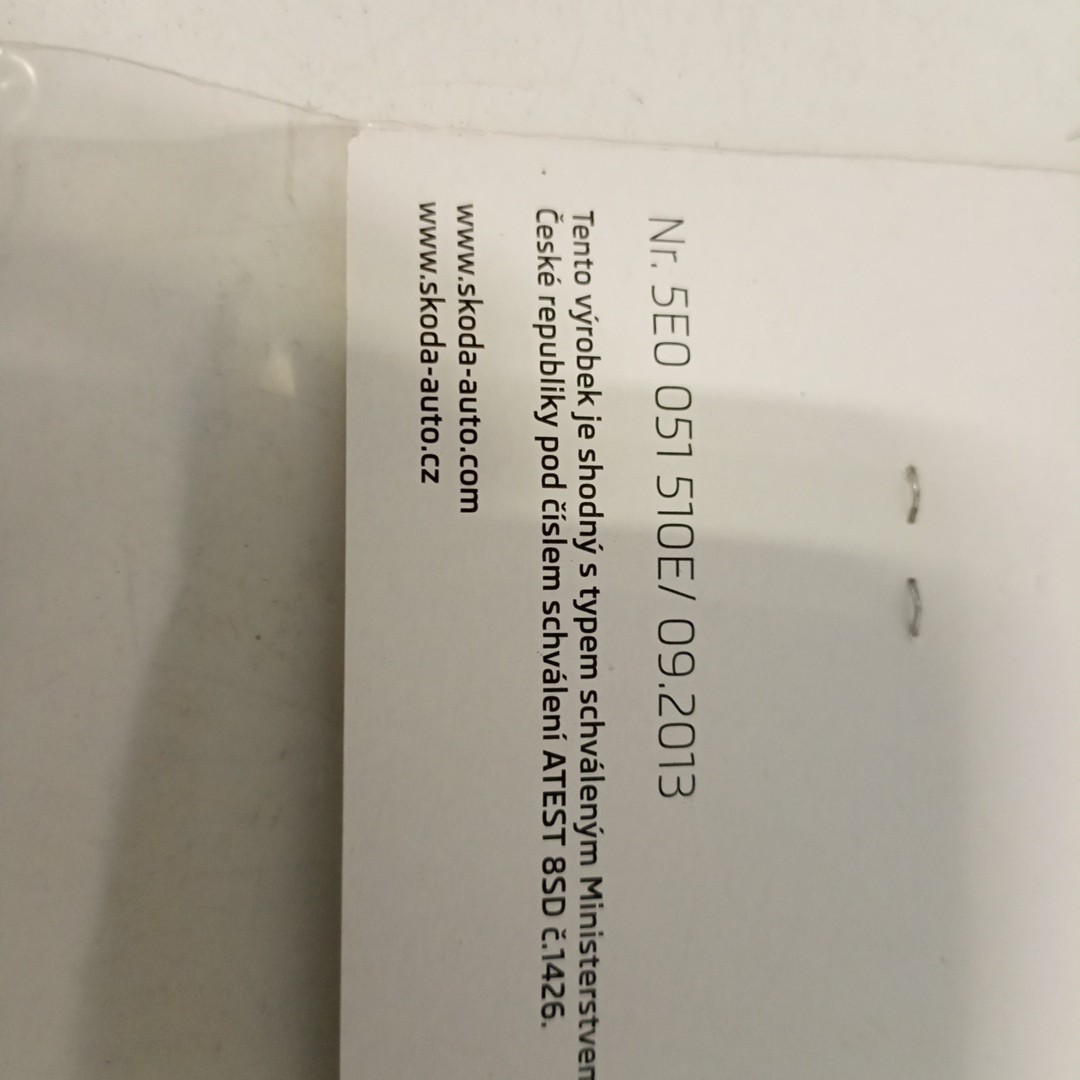 Nr. 5E0 051 510E/ 09.2013
Tento výrobek je shodný s typem schváleným Ministerstvem
České republiky pod číslem schválení ATEST 8SD č.1426.
www.skoda-auto.com
www.skoda-auto.cz